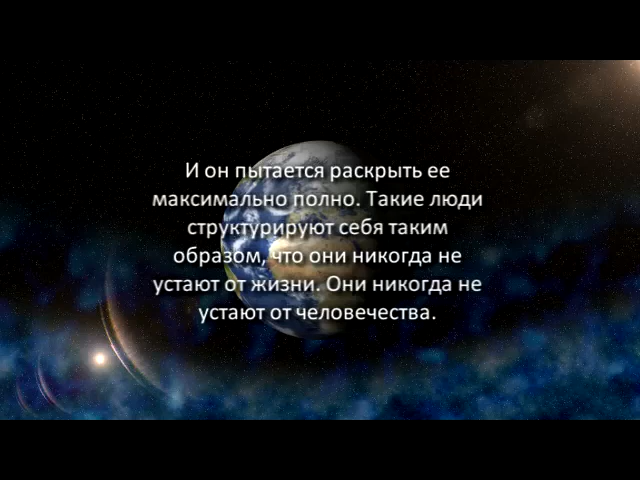 И он пытается раскрыть ее
максимально полно. Такие люди
структурируют себя таким
образом, что они никогда не
устают от жизни. Они никогда не
устают от человечества.